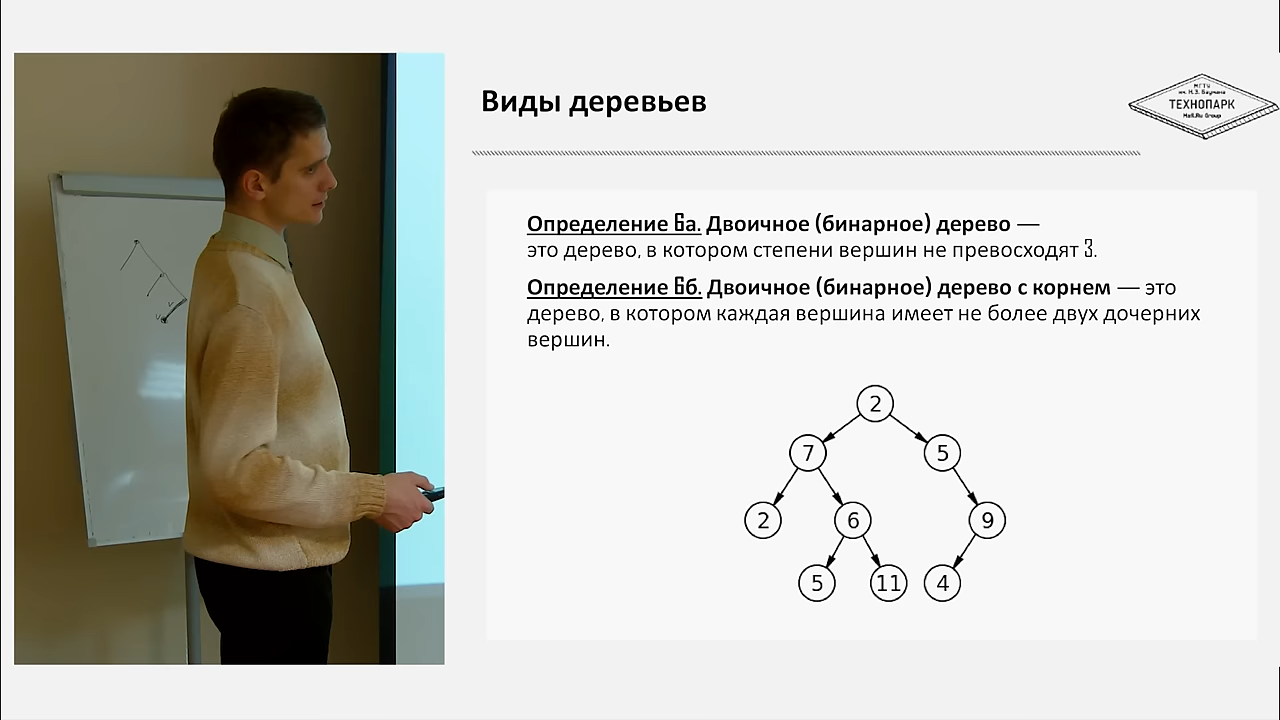 Виды деревьев
МГТУ
им. Н.Э. Баумана
ТЕХНОПАРК
Mail.Ru Group
Определение 6а. Двоичное (бинарное) дерево —
это дерево, в котором степени вершин не превосходят 3.
Определение 6б. Двоичное (бинарное) дерево с корнем — это
дерево, в котором каждая вершина имеет не более двух дочерних
вершин.
2
7 5
2 6 9
5 11 4